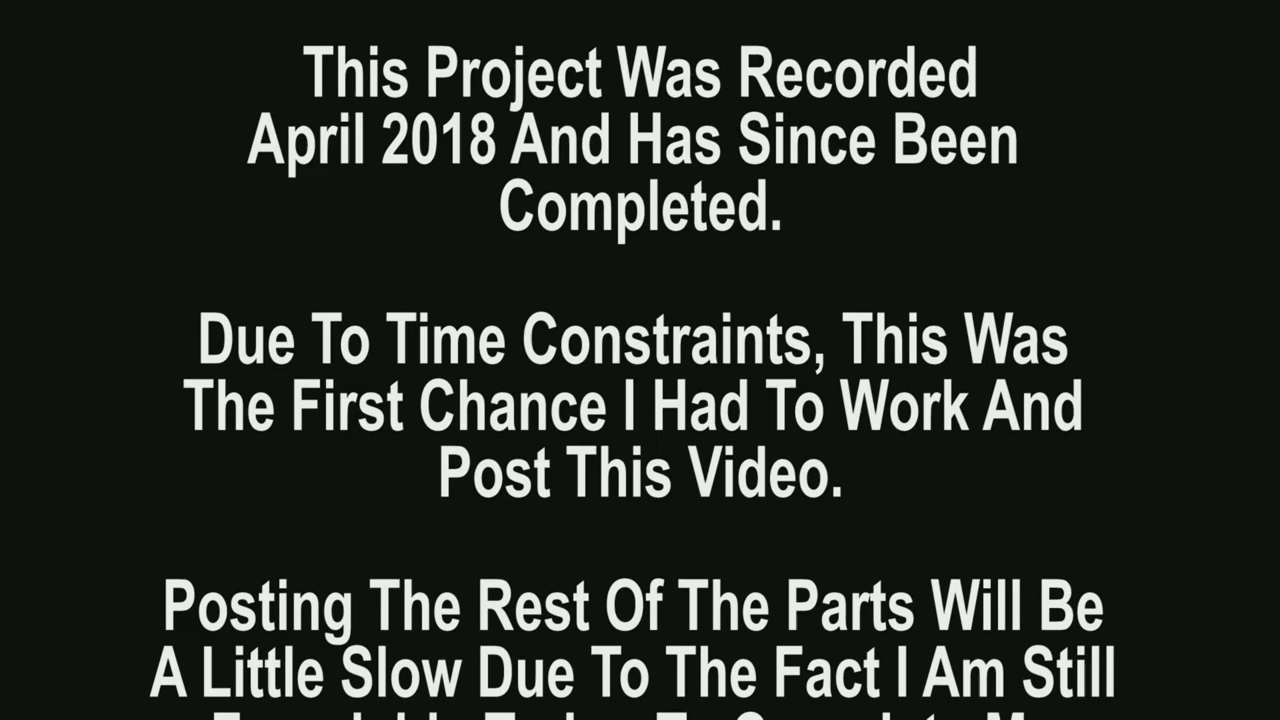 This Project Was Recorded
April 2018 And Has Since Been
Completed.
Due To Time Constraints, This Was
The First Chance I Had To Work And
Post This Video.
Posting The Rest Of The Parts Will Be
A Little Slow Due To The Fact I Am Still